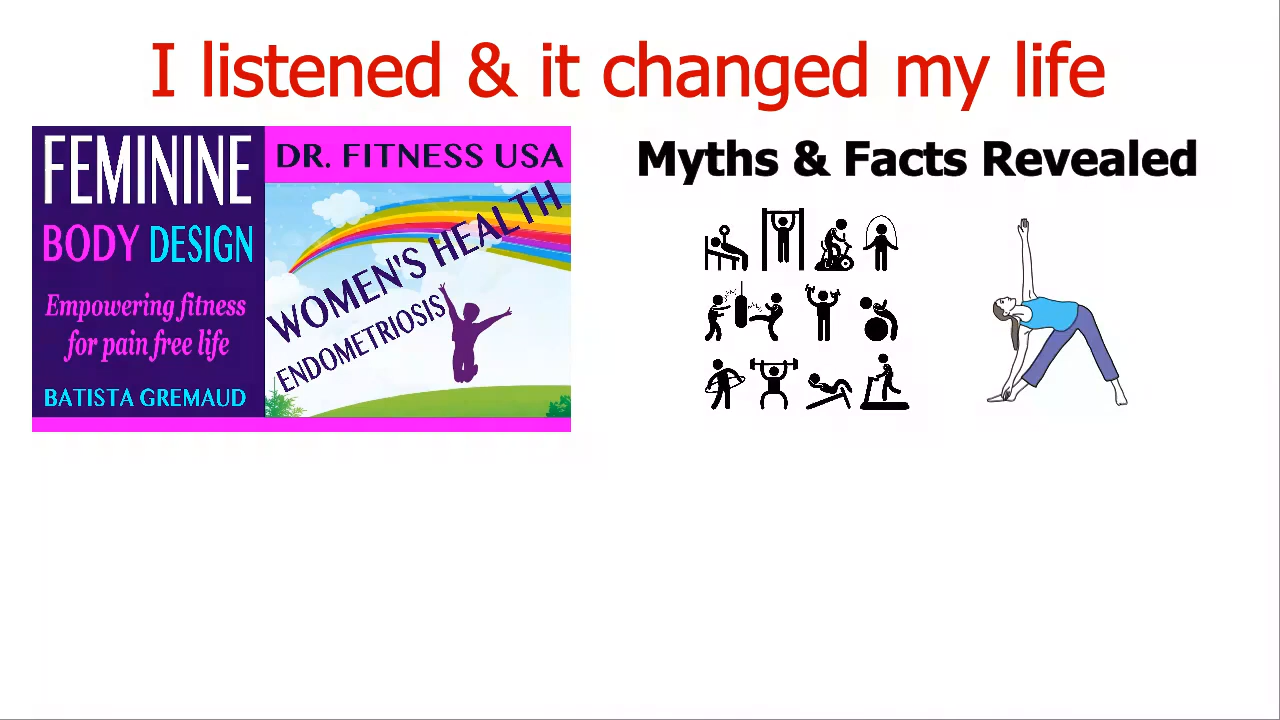 I listened & it changed my life
FEMININE
BODY DESIGN
Empowering fitness
for pain free life
BATISTA GREMAUD
DR. FITNESS USA
WOMEN'S HEALTH
ENDOMETRIOSIS
Myths & Facts Revealed